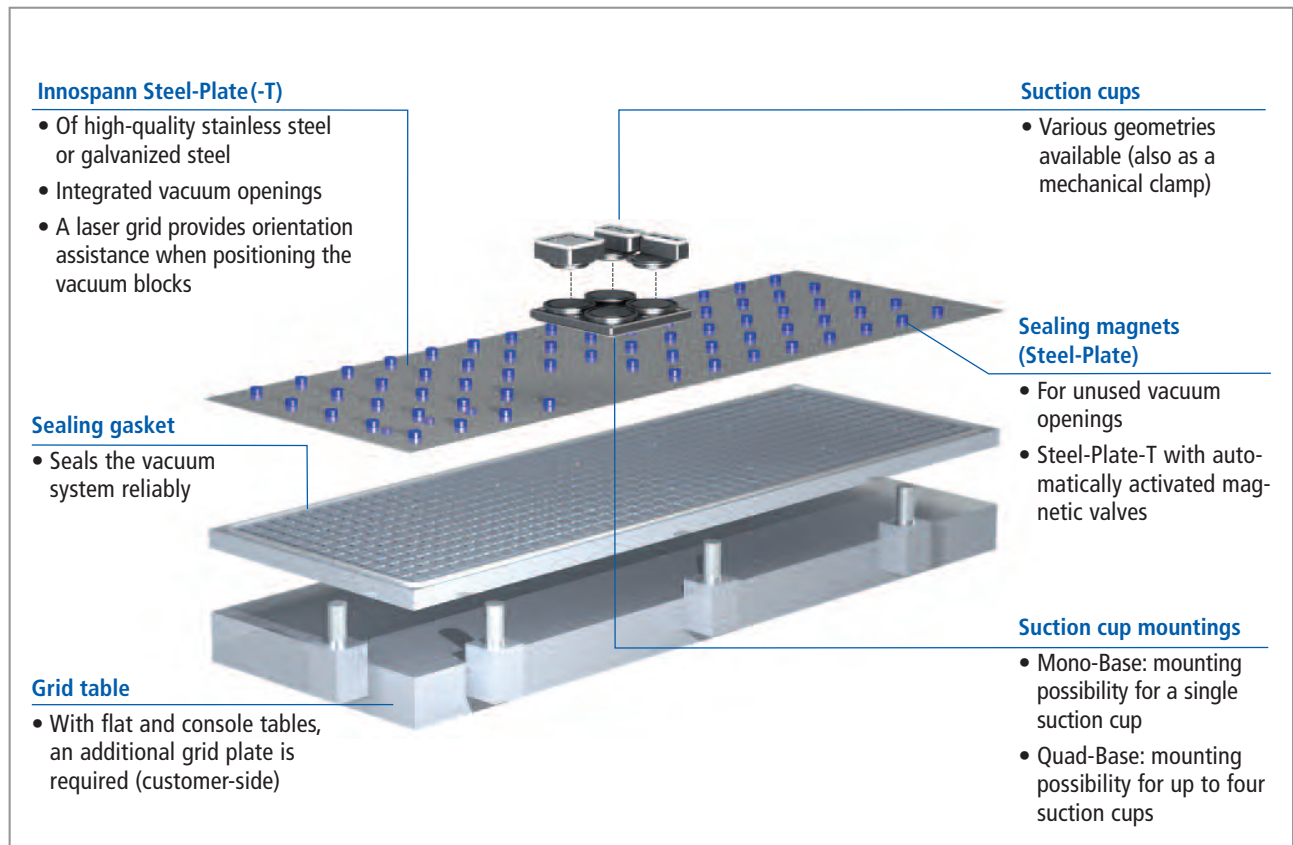 Innospann Steel-Plate (-T)
• Of high-quality stainless steel
or galvanized steel
• Integrated vacuum openings
• A laser grid provides orientation
assistance when positioning the
vacuum blocks
Sealing gasket
• Seals the vacuum
system reliably
Grid table
• With flat and console tables,
an additional grid plate is
required (customer-side)
Suction cups
• Various geometries
available (also as a
mechanical clamp)
Sealing magnets
(Steel-Plate)
• For unused vacuum
openings
• Steel-Plate-T with auto-
matically activated mag-
netic valves
Suction cup mountings
• Mono-Base: mounting
possibility for a single
suction cup
• Quad-Base: mounting
possibility for up to four
suction cups